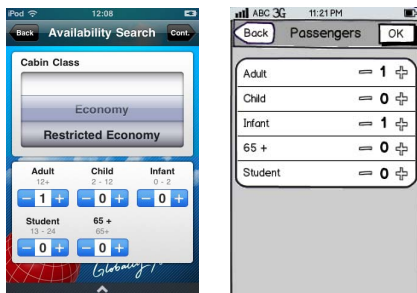 iPod 12:08
Back Availability Search Cont.
Cabin Class
Economy
Restricted Economy
Adult Child Infant
12+ 2 - 12 0 - 2
− 1 + − 0 + − 0 +
Student 65 +
13 - 24 65+
− 0 + − 0 +
Globally
ABC 3G 11:21 PM
Back Passengers OK
Adult 1
Child 0
Infant 1
65 + 0
Student 0